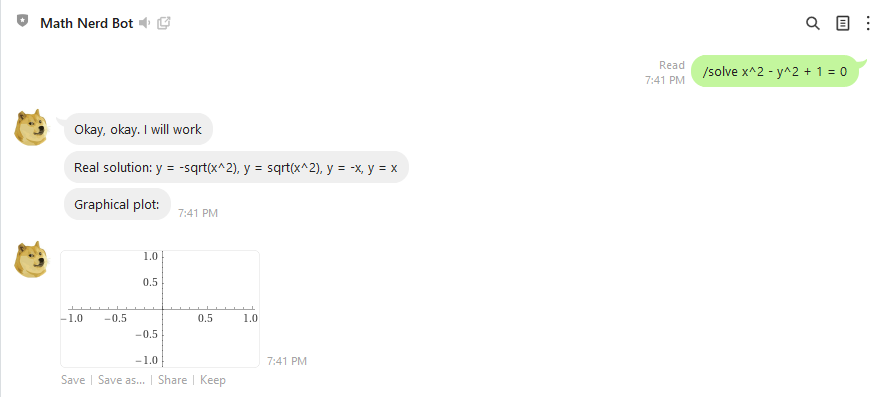 Math Nerd Bot
Read
7:41 PM
/solve x^2 - y^2 + 1 = 0
Okay, okay. I will work
Real solution: y = -sqrt(x^2), y = sqrt(x^2), y = -x, y = x
Graphical plot:
7:41 PM
1.0
0.5
−1.0 −0.5 0.5 1.0
−0.5
−1.0
7:41 PM
Save | Save as... | Share | Keep